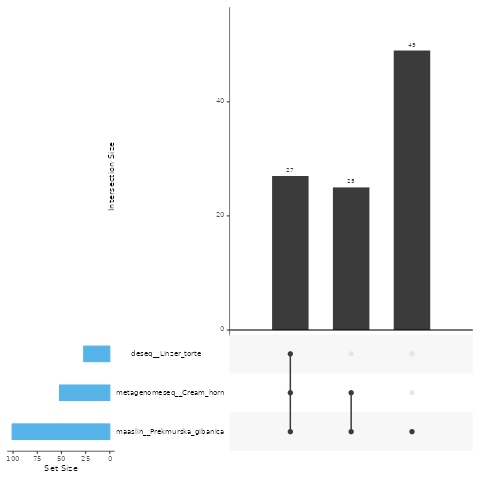 49
40
Intersection Size
27
25
20
0
deseq__Linzer_torte
metagenomeseq__Cream_horn
maaslin__Prekmurska_gibanica
100 75 50 25 0
Set Size